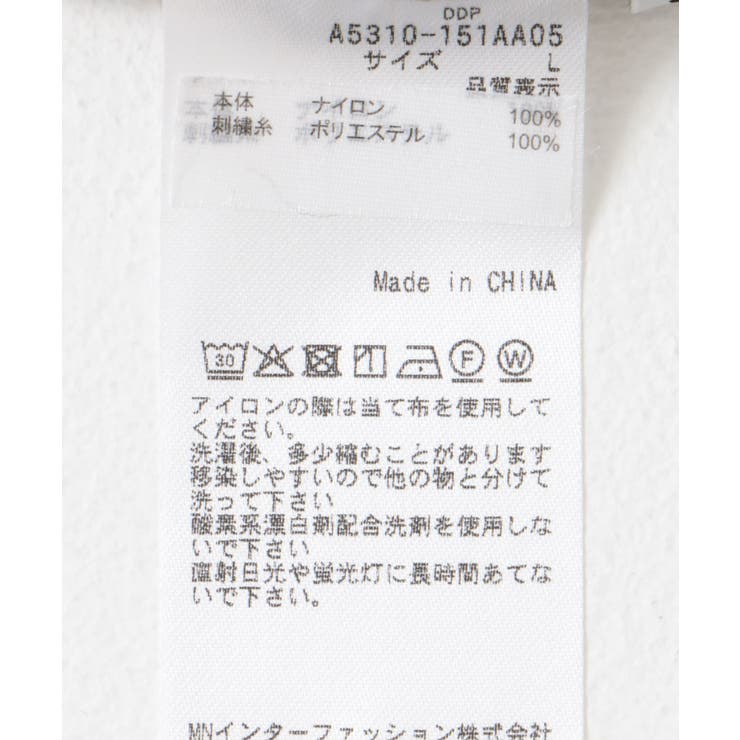 DDP
A5310-151AA05
サイズ L
品質表示
本体 ナイロン 100%
刺繍糸 ポリエステル 100%
Made in CHINA
30
F
W
アイロンの際は当て布を使用して
ください。
洗濯後、多少縮むことがあります
移染しやすいので他の物と分けて
洗って下さい
酸素系漂白剤配合洗剤を使用しな
いで下さい
直射日光や蛍光灯に長時間あてな
いで下さい。
MNインターファッション株式会社